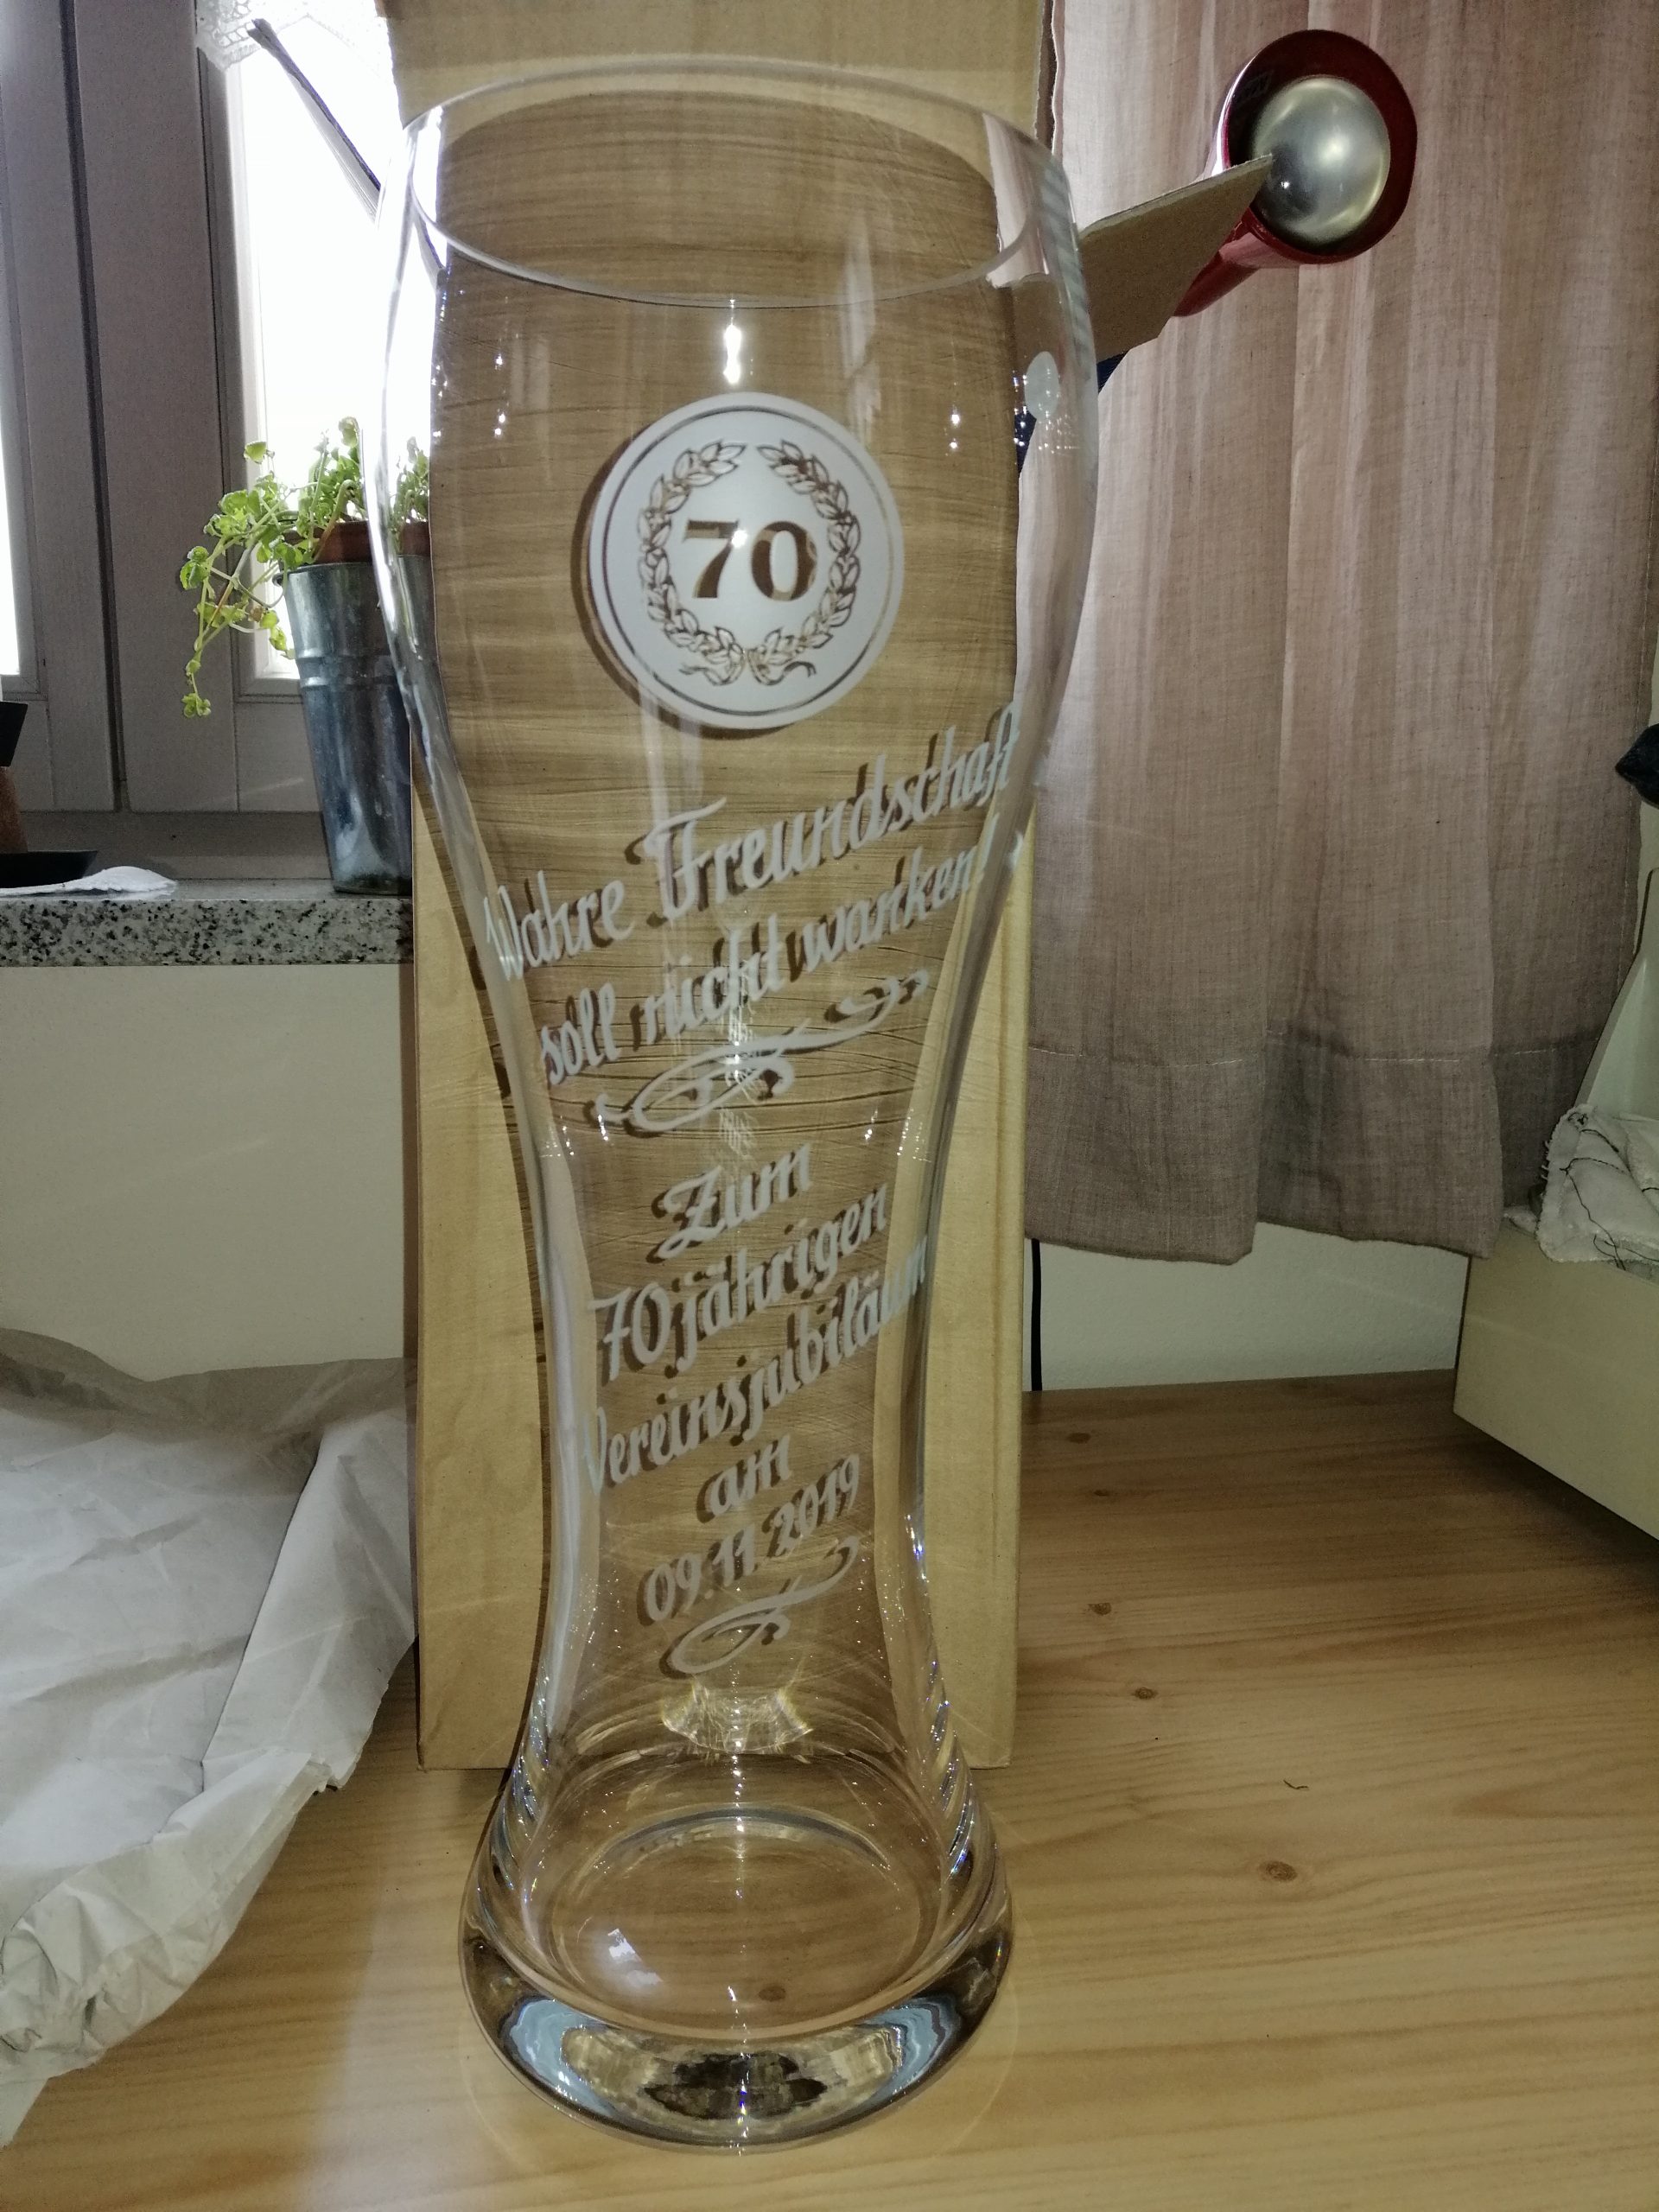 70
Wahre Freundschaft
soll nicht wanken!
Zum
70jährigen
Vereinsjubiläum
am
09.11.2019